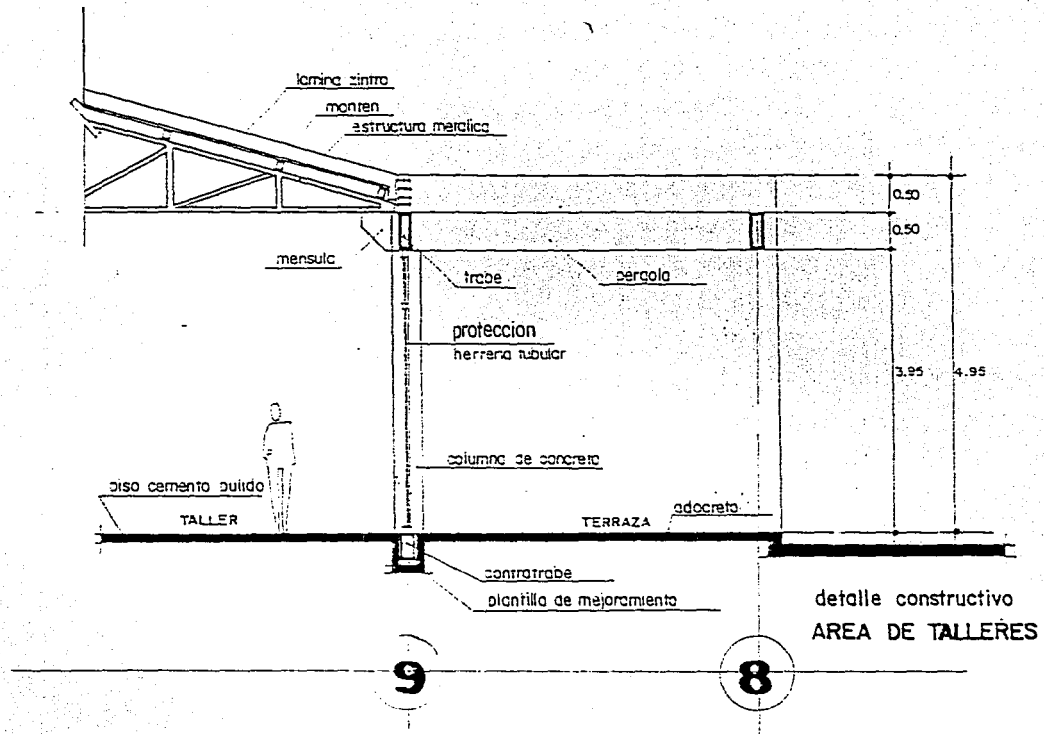 lamina zintro
monten
estructura metalica
0.50
0.50
mensula
trabe
pergola
proteccion
herreria tubular
3.95
4.95
columna de concreto
piso cemento pulido
TALLER
TERRAZA
adocreto
contratrabe
plantilla de mejoramiento
detalle constructivo
AREA DE TALLERES
9
8